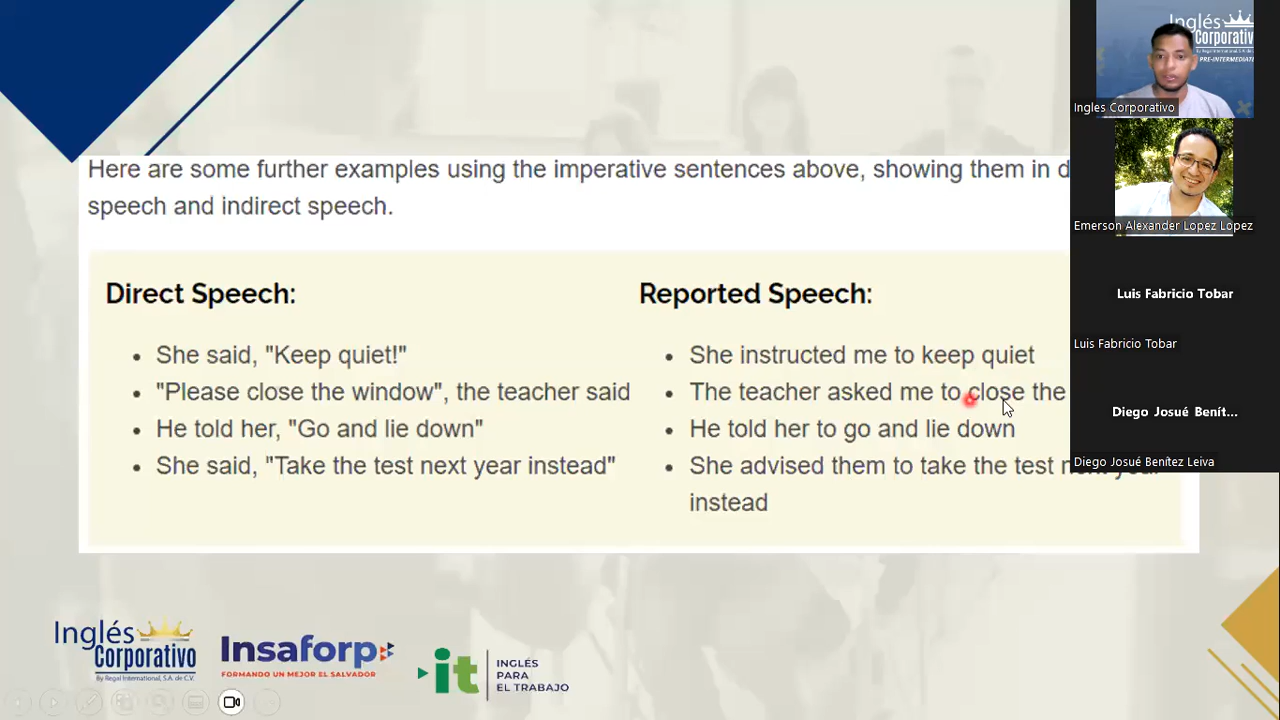 Here are some further examples using the imperative sentences above, showing them in d
speech and indirect speech.
Direct Speech:
She said, "Keep quiet!"
"Please close the window", the teacher said
He told her, "Go and lie down"
She said, "Take the test next year instead"
Reported Speech:
She instructed me to keep quiet
The teacher asked me to close the
He told her to go and lie down
She advised them to take the test next year
instead
Inglés
Corporativo
By Regal International, S.A. de C.V.
Insaforp
FORMANDO UN MEJOR EL SALVADOR
it
INGLÉS
PARA
EL TRABAJO
Inglés
Corporativ
PRE-INTERMEDIATE
Ingles Corporativo
Emerson Alexander Lopez Lopez
Luis Fabricio Tobar
Luis Fabricio Tobar
Diego Josué Benít...
Diego Josué Benítez Leiva